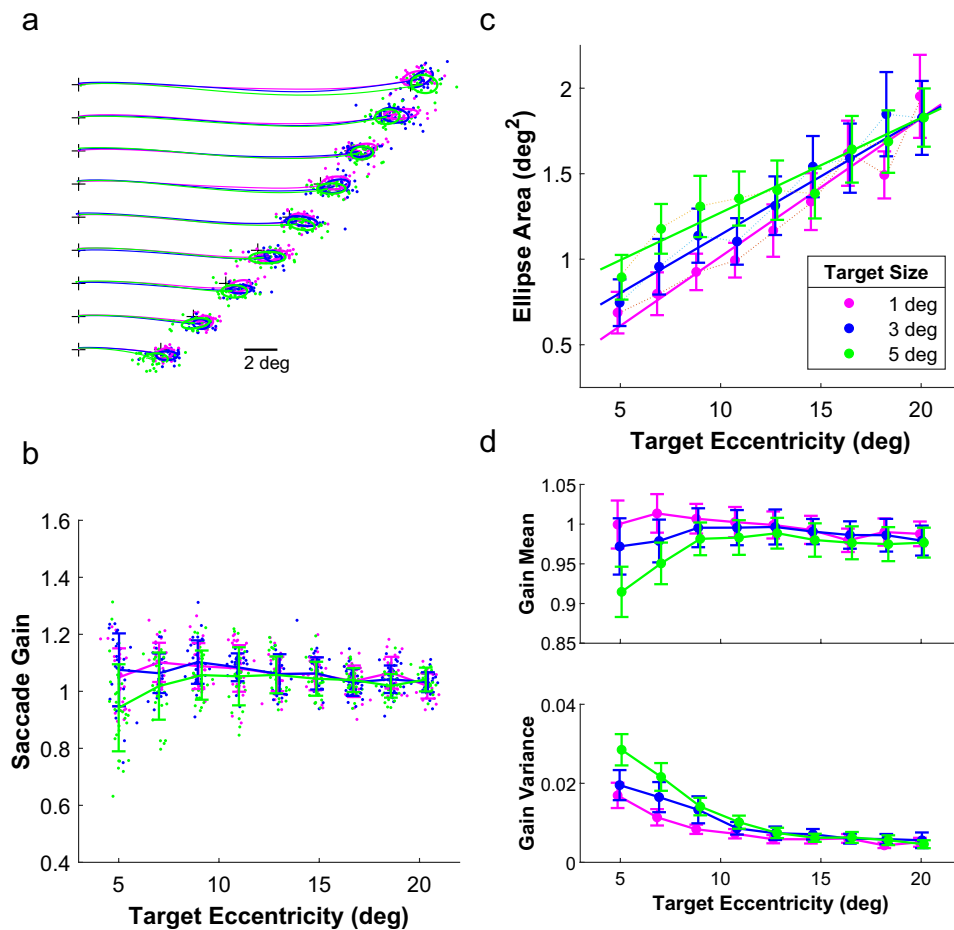 a
2 deg
b
1.6
1.4
1.2
1
0.8
0.6
0.4
Saccade Gain
5
10
15
20
Target Eccentricity (deg)
c
2
1.5
1
0.5
Ellipse Area (deg²)
Target Size
1 deg
3 deg
5 deg
5
10
15
20
Target Eccentricity (deg)
d
1.05
1
0.95
0.9
0.85
Gain Mean
0.04
0.02
0
Gain Variance
5
10
15
20
Target Eccentricity (deg)